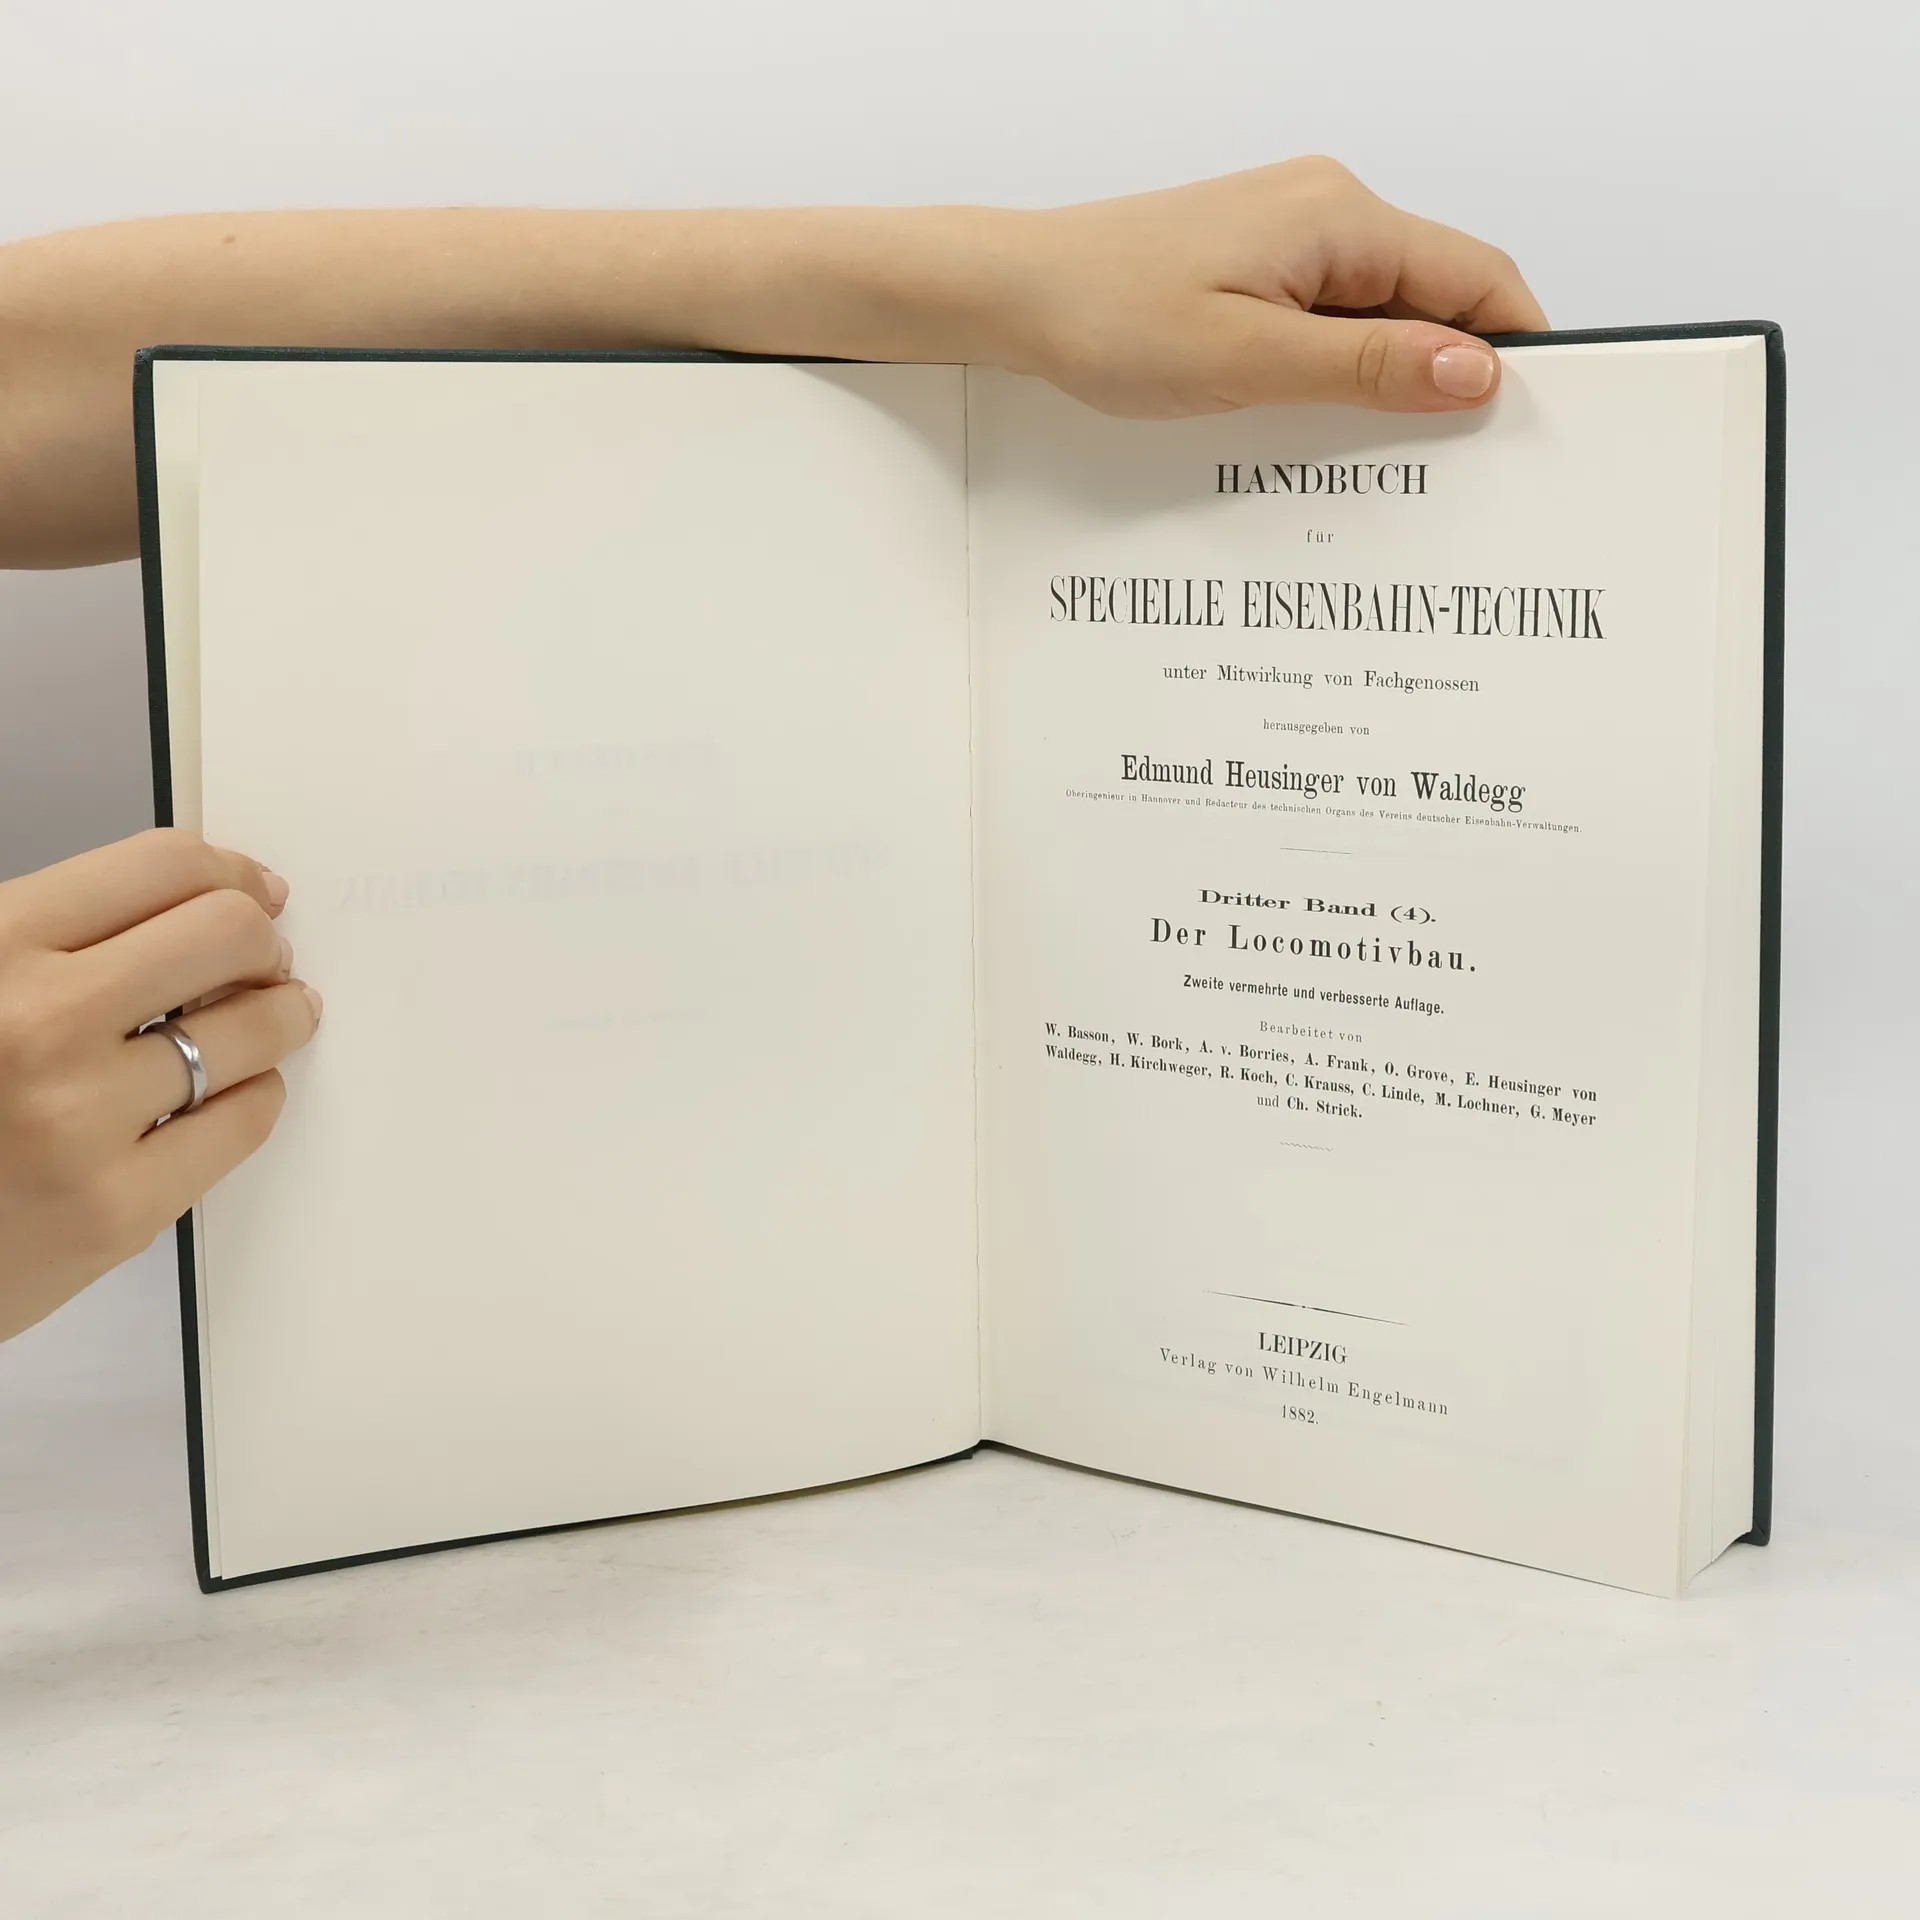 HANDBUCH
für
SPECIELLE EISENBAHN-TECHNIK
unter Mitwirkung von Fachgenossen
herausgegeben von
Edmund Heusinger von Waldegg
Oberingenieur in Hannover und Redacteur des technischen Organs des Vereins deutscher Eisenbahn-Verwaltungen.
Dritter Band (4).
Der Locomotivbau.
Zweite vermehrte und verbesserte Auflage.
Bearbeitet von
W. Basson, W. Bork, A. v. Borries, A. Frank, O. Grove, E. Heusinger von
Waldegg, H. Kirchweger, R. Koch, C. Krauss, C. Linde, M. Lochner, G. Meyer
und Ch. Strick.
LEIPZIG
Verlag von Wilhelm Engelmann
1882.